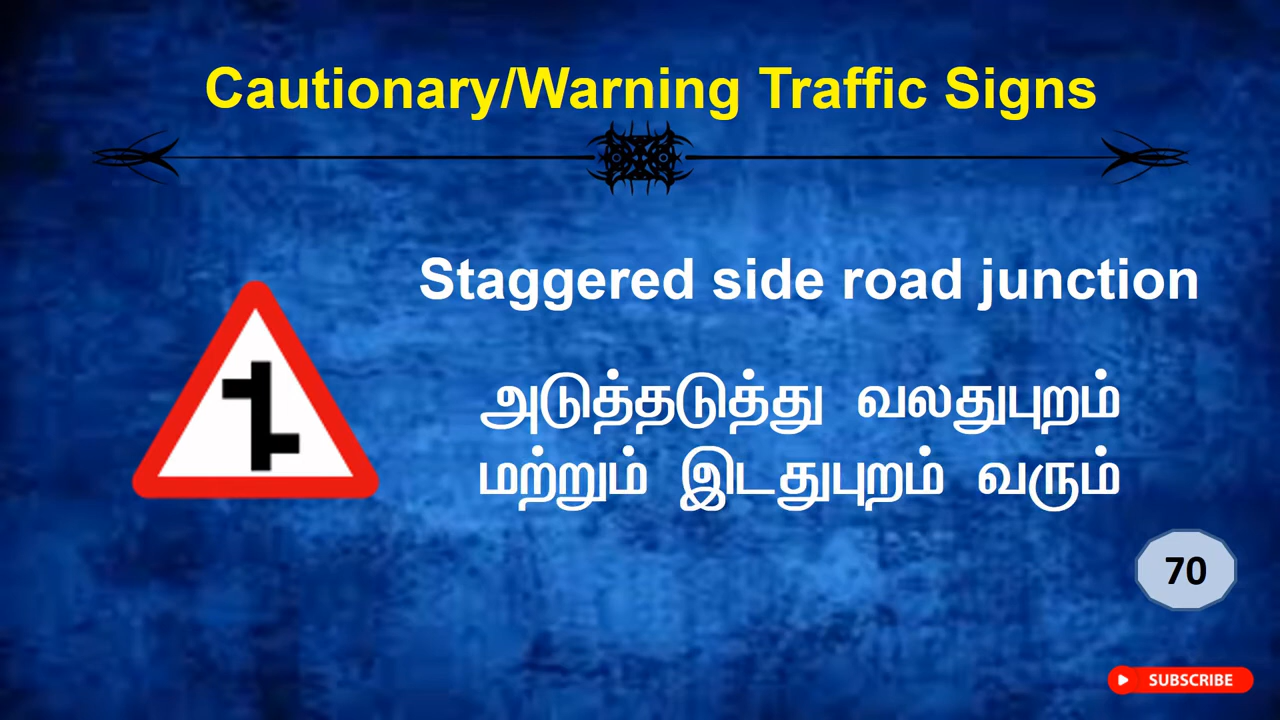 Cautionary/Warning Traffic Signs
Staggered side road junction
அடுத்தடுத்து வலதுபுறம்
மற்றும் இடதுபுறம் வரும்
70
SUBSCRIBE